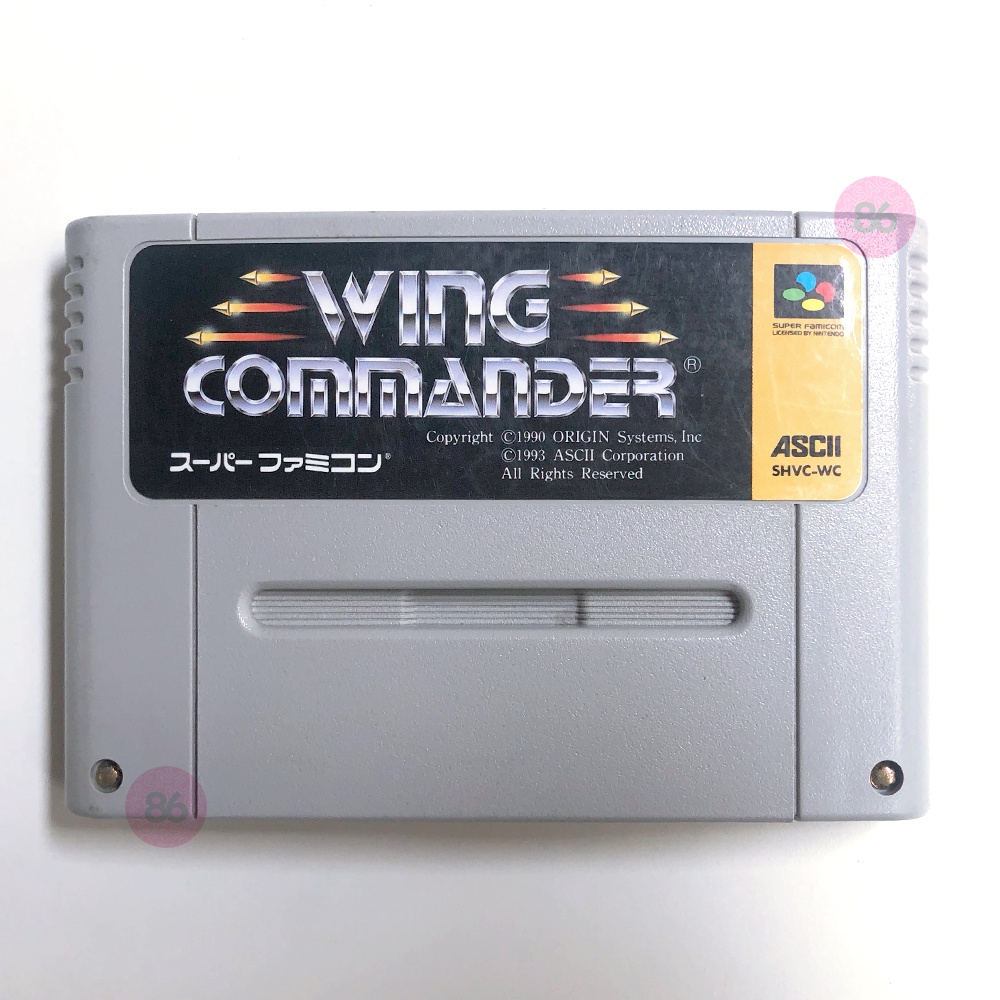 86
WING
COMMANDER®
SUPER FAMICOM
LICENSED BY NINTENDO
Copyright ©1990 ORIGIN Systems, Inc
©1993 ASCII Corporation
All Rights Reserved
スーパーファミコン®
ASCII
SHVC-WC
86